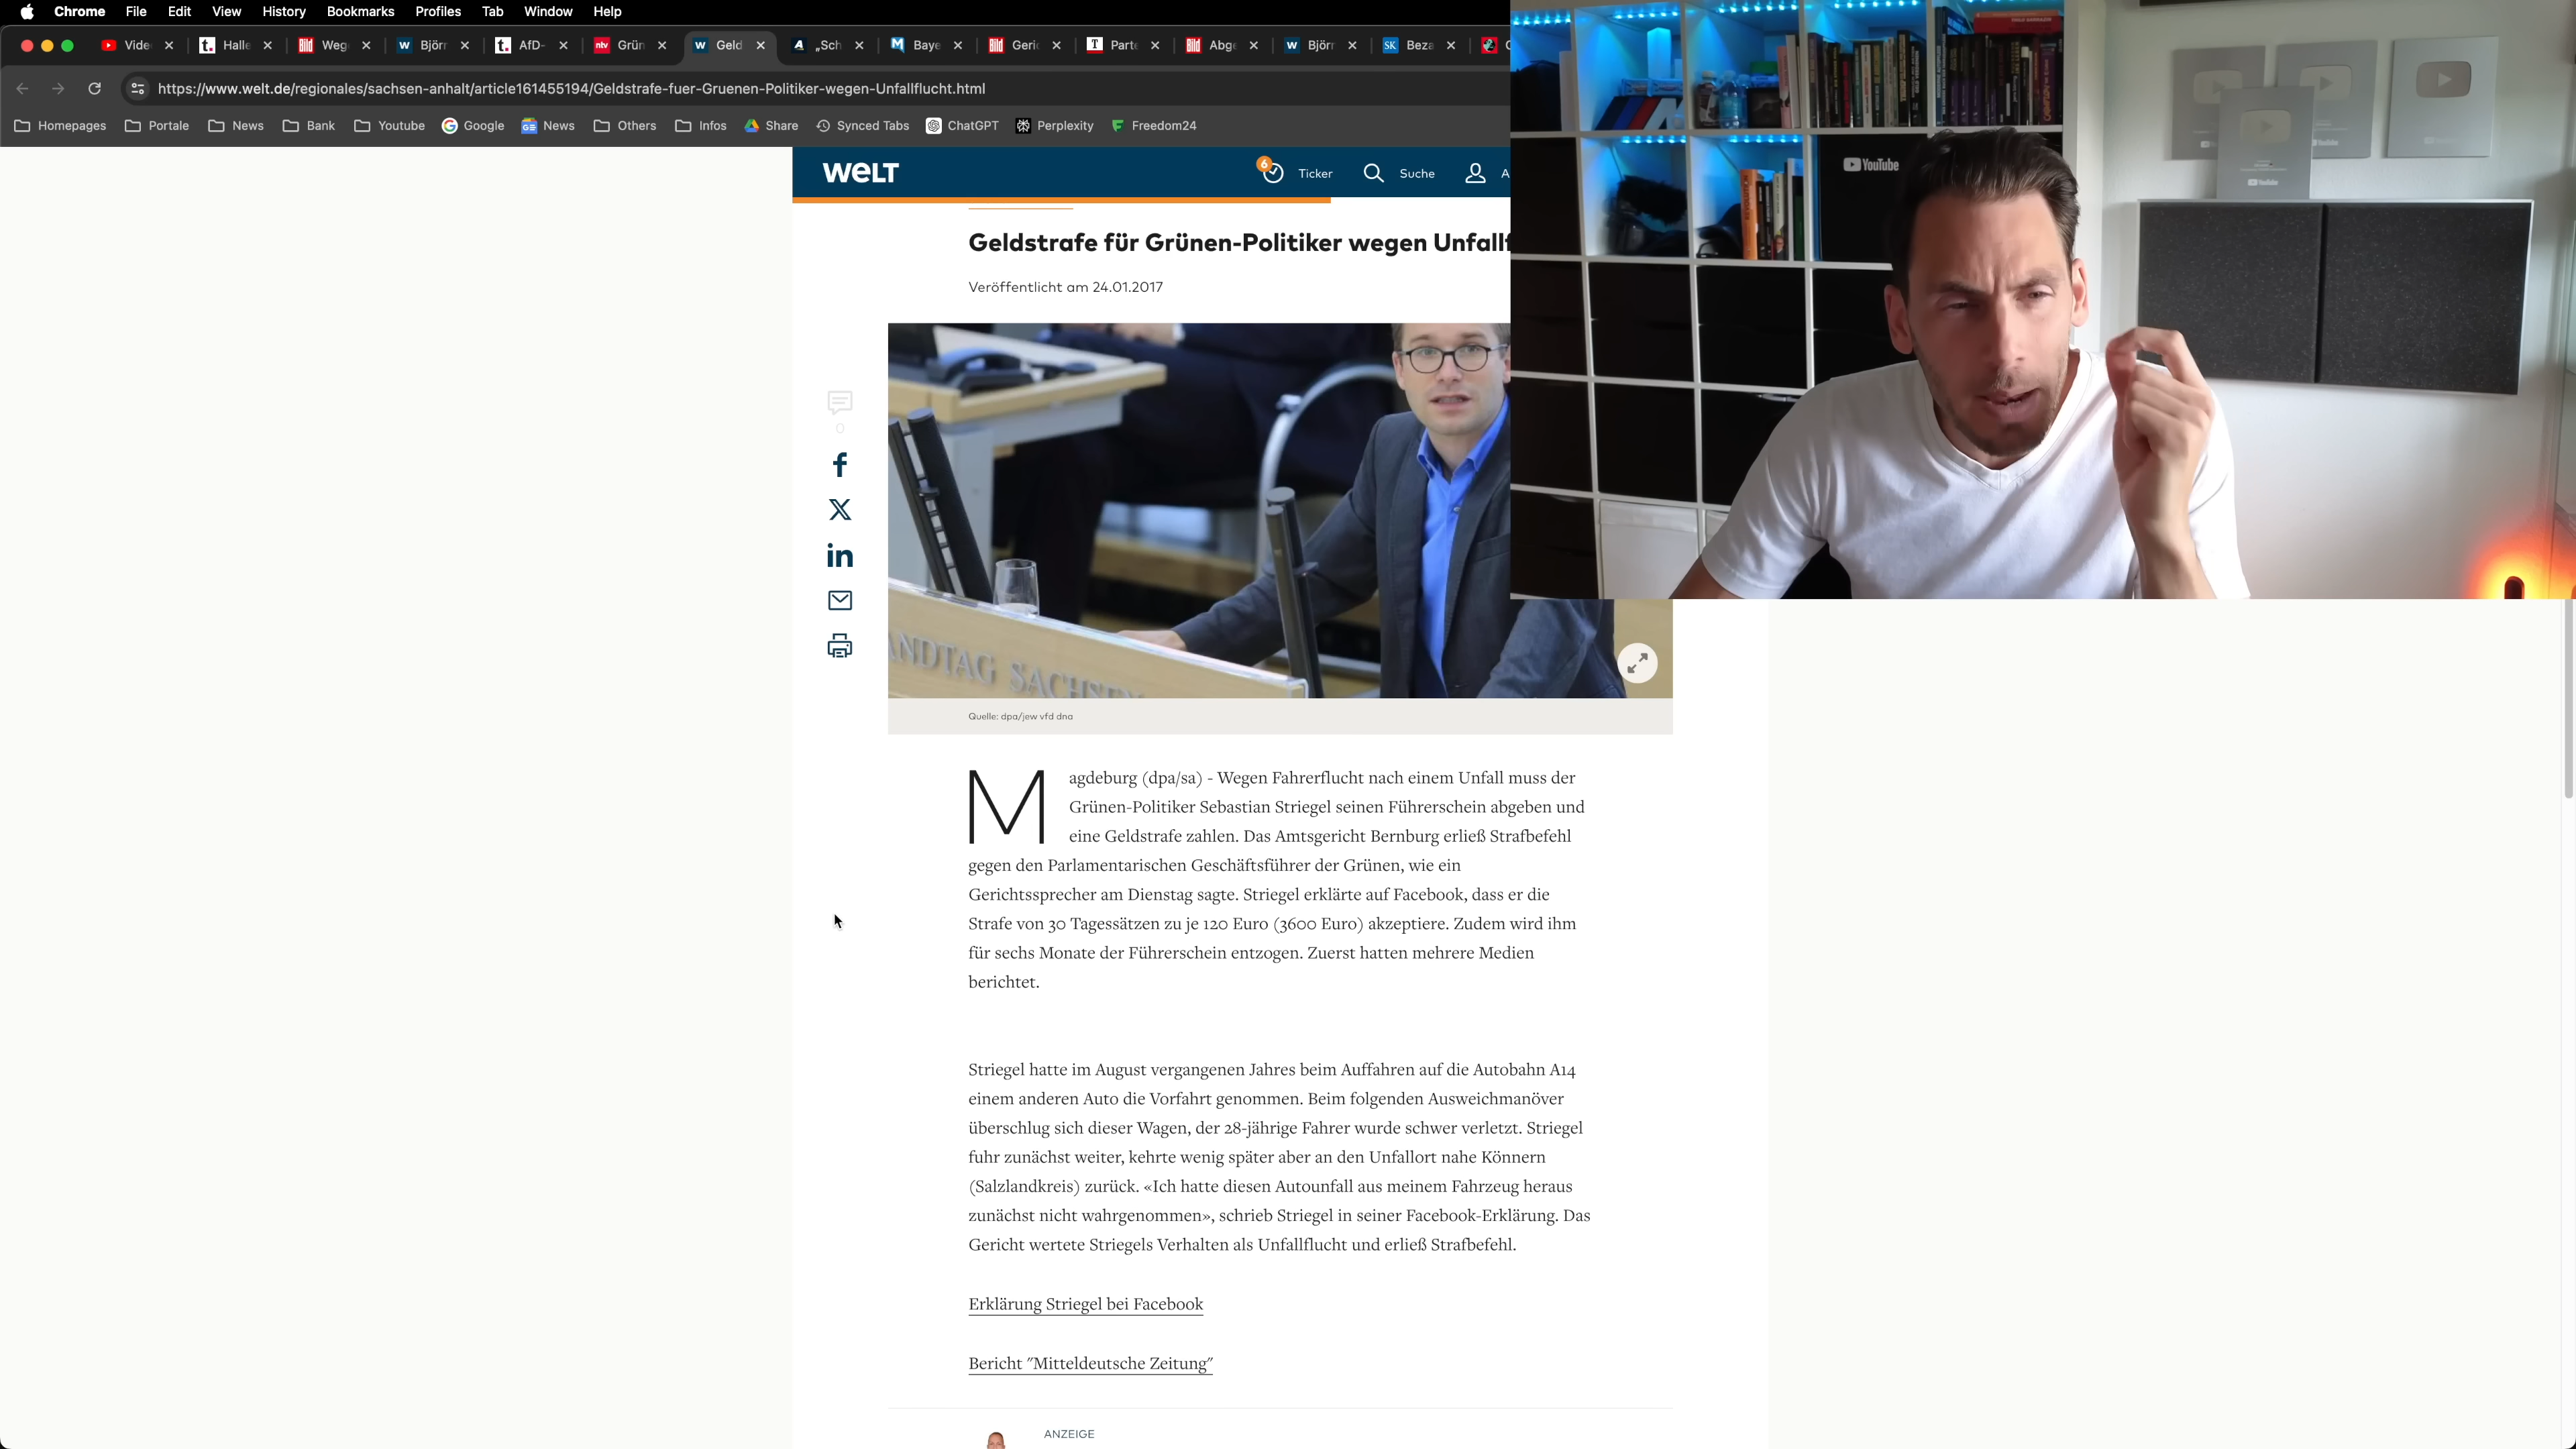 Chrome File Edit View History Bookmarks Profiles Tab Window Help
Vide Halle Weg Björn AfD- Grün Geld „Sch Baye Geric Parte Abge Björn Beza
https://www.welt.de/regionales/sachsen-anhalt/article161455194/Geldstrafe-fuer-Gruenen-Politiker-wegen-Unfallflucht.html
Homepages Portale News Bank Youtube Google News Others Infos Share Synced Tabs ChatGPT Perplexity Freedom24
YouTube
WELT
6 Ticker Suche A
Geldstrafe für Grünen-Politiker wegen Unfallf
Veröffentlicht am 24.01.2017
0
ANDTAG SACHSEN
Quelle: dpa/jew vfd dna
Magdeburg (dpa/sa) - Wegen Fahrerflucht nach einem Unfall muss der
Grünen-Politiker Sebastian Striegel seinen Führerschein abgeben und
eine Geldstrafe zahlen. Das Amtsgericht Bernburg erließ Strafbefehl
gegen den Parlamentarischen Geschäftsführer der Grünen, wie ein
Gerichtssprecher am Dienstag sagte. Striegel erklärte auf Facebook, dass er die
Strafe von 30 Tagessätzen zu je 120 Euro (3600 Euro) akzeptiere. Zudem wird ihm
für sechs Monate der Führerschein entzogen. Zuerst hatten mehrere Medien
berichtet.
Striegel hatte im August vergangenen Jahres beim Auffahren auf die Autobahn A14
einem anderen Auto die Vorfahrt genommen. Beim folgenden Ausweichmanöver
überschlug sich dieser Wagen, der 28-jährige Fahrer wurde schwer verletzt. Striegel
fuhr zunächst weiter, kehrte wenig später aber an den Unfallort nahe Könnern
(Salzlandkreis) zurück. «Ich hatte diesen Autounfall aus meinem Fahrzeug heraus
zunächst nicht wahrgenommen», schrieb Striegel in seiner Facebook-Erklärung. Das
Gericht wertete Striegels Verhalten als Unfallflucht und erließ Strafbefehl.
Erklärung Striegel bei Facebook
Bericht "Mitteldeutsche Zeitung"
ANZEIGE